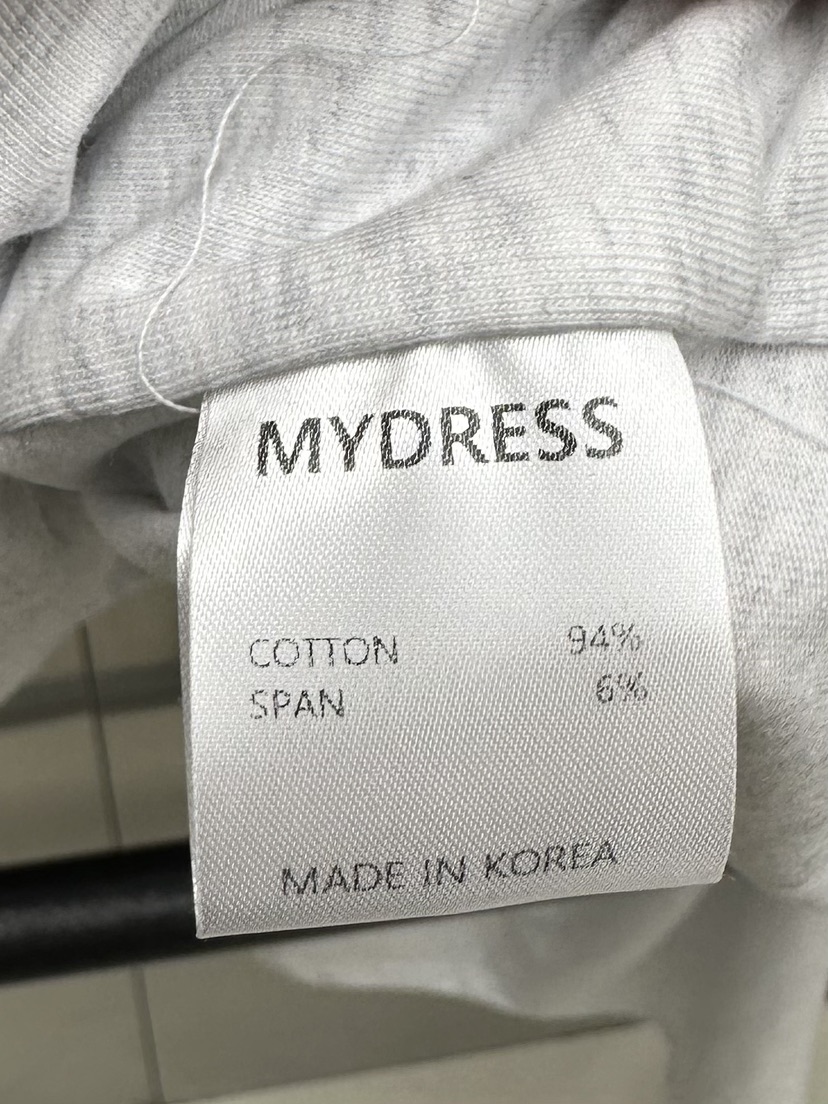 MYDRESS
COTTON 94%
SPAN 6%
MADE IN KOREA